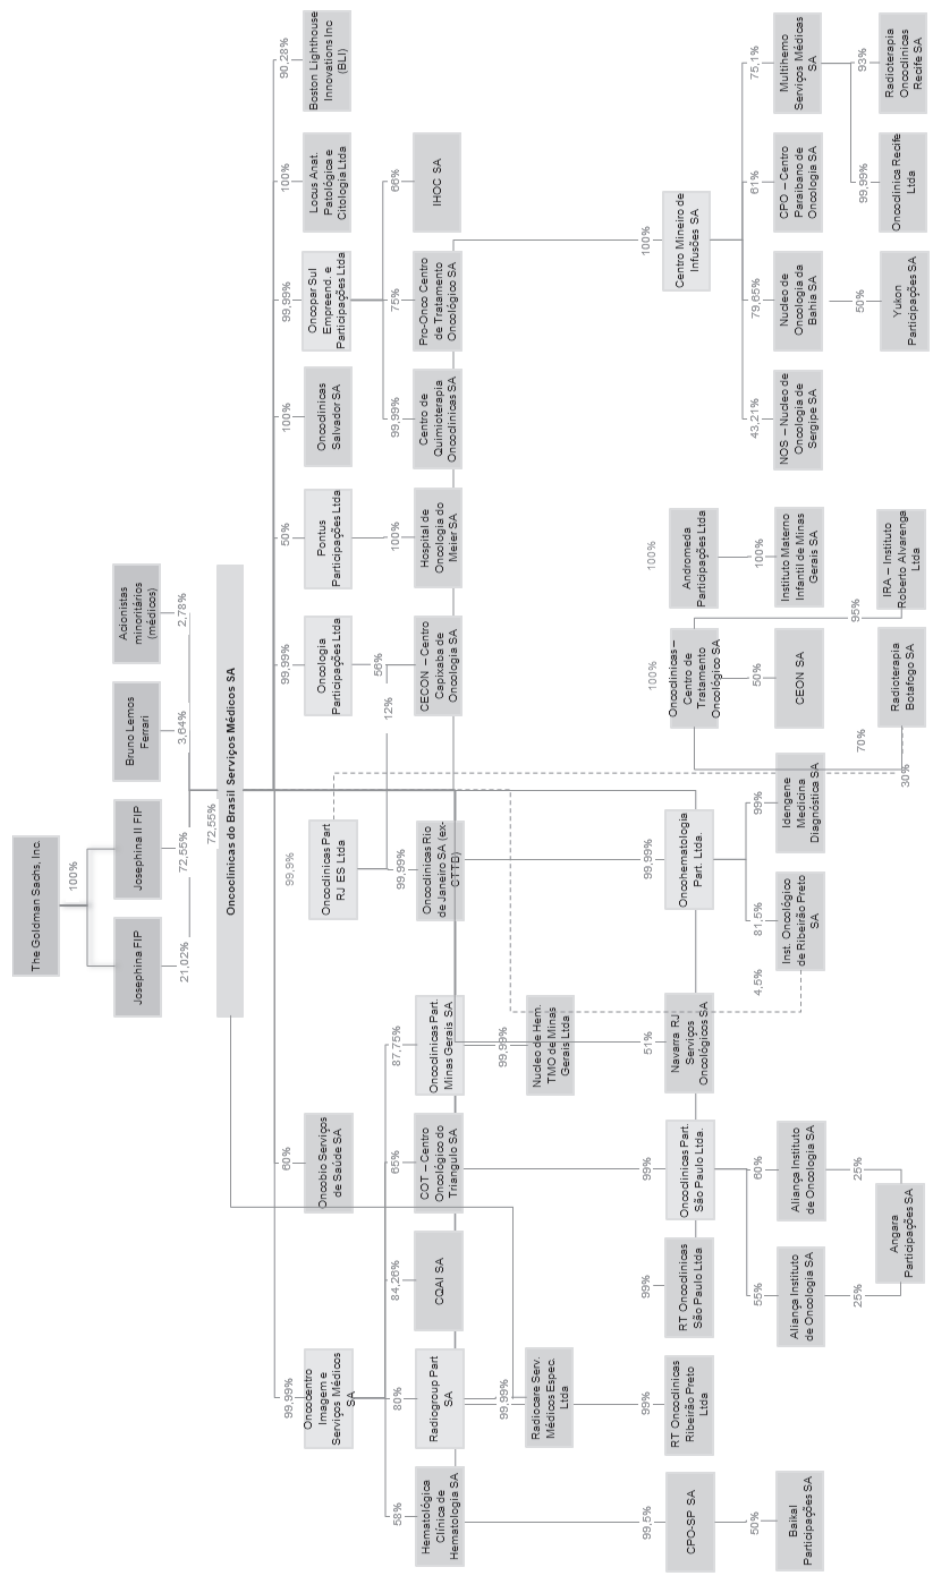 The Goldman Sachs, Inc.
100%
Josephina FIP
Josephina II FIP
Bruno Lemos
Ferrari
Acionistas
minoritários
(médicos)
21,02%
72,55%
3,64%
2,78%
72,55%
Oncoclinicas do Brasil Serviços Médicos SA
99,99%
60%
99,9%
99,99%
50%
100%
99,99%
100%
90,28%
Oncocentro
Imagem e
Serviços Médicos
SA
Oncobio Serviços
de Saúde SA
Oncoclinicas Part
RJ ES Ltda
Oncologia
Participações Ltda
Pontus
Participações Ltda
Oncoclinicas
Salvador SA
Oncopar Sul
Empreend. e
Participações Ltda
Locus Anat.
Patológica e
Citologia Ltda
Boston Lighthouse
Innovations Inc
(BLI)
58%
80%
84,26%
65%
87,75%
99,99%
12%
56%
100%
99,99%
75%
66%
Hematológica
Clínica de
Hematologia SA
Radiogroup Part
SA
CQAI SA
COT – Centro
Oncológico do
Triangulo SA
Oncoclinicas Part.
Minas Gerais SA
Oncoclinicas Rio
de Janeiro SA (ex-
CTTB)
CECON – Centro
Capixaba de
Oncologia SA
Hospital de
Oncologia do
Meier SA
Centro de
Quimioterapia
Oncoclinicas SA
Pro-Onco Centro
de Tratamento
Oncológico SA
IHOC SA
99,99%
99,99%
Radiocare Serv.
Médicos Espec.
Ltda
Nucleo de Hem.
TMO de Minas
Gerais Ltda
99,5%
99%
99%
99%
51%
99,99%
100%
100%
100%
CPO-SP SA
RT Oncoclinicas
Ribeirão Preto
Ltda
RT Oncoclinicas
São Paulo Ltda
Oncoclinicas Part.
São Paulo Ltda.
Navarra RJ
Serviços
Oncológicos SA
Oncohematologia
Part. Ltda.
Oncoclinicas –
Centro de
Tratamento
Oncológico SA
Andromeda
Participações Ltda
Centro Mineiro de
Infusões SA
50%
55%
60%
4,5%
81,5%
99%
50%
100%
43,21%
79,65%
61%
75,1%
Baikal
Participações SA
Aliança Instituto
de Oncologia SA
Aliança Instituto
de Oncologia SA
Inst. Oncológico
de Ribeirão Preto
SA
Idengene
Medicina
Diagnóstica SA
CEON SA
Instituto Materno
Infantil de Minas
Gerais SA
NOS – Nucleo de
Oncologia de
Sergipe SA
Nucleo de
Oncologia da
Bahia SA
CPO – Centro
Paraibano de
Oncologia SA
Multihemo
Serviços Médicas
SA
25%
25%
70%
30%
95%
50%
99,99%
93%
Angara
Participações SA
Radioterapia
Botafogo SA
IRA – Instituto
Roberto Alvarenga
Ltda
Yukon
Participações SA
Oncoclinica Recife
Ltda
Radioterapia
Oncoclinicas
Recife SA